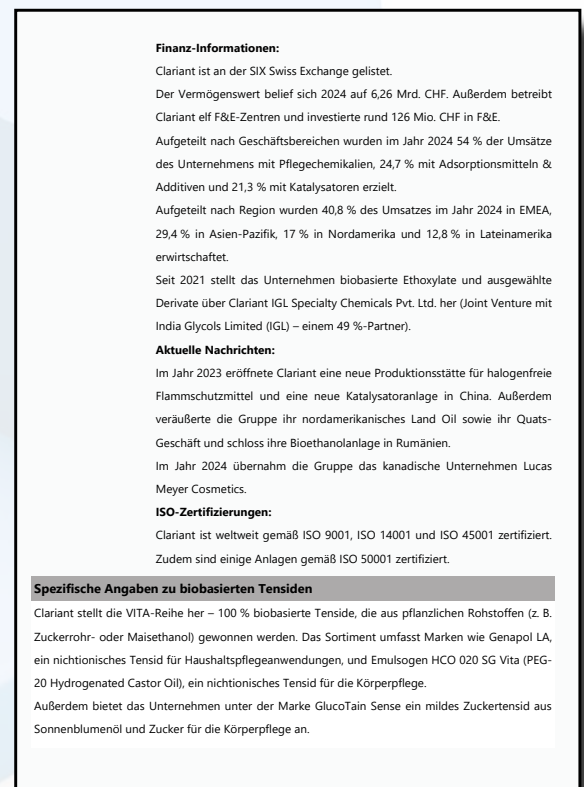 Finanz-Informationen:
Clariant ist an der SIX Swiss Exchange gelistet.
Der Vermögenswert belief sich 2024 auf 6,26 Mrd. CHF. Außerdem betreibt
Clariant elf F&E-Zentren und investierte rund 126 Mio. CHF in F&E.
Aufgeteilt nach Geschäftsbereichen wurden im Jahr 2024 54 % der Umsätze
des Unternehmens mit Pflegechemikalien, 24,7 % mit Adsorptionsmitteln &
Additiven und 21,3 % mit Katalysatoren erzielt.
Aufgeteilt nach Region wurden 40,8 % des Umsatzes im Jahr 2024 in EMEA,
29,4 % in Asien-Pazifik, 17 % in Nordamerika und 12,8 % in Lateinamerika
erwirtschaftet.
Seit 2021 stellt das Unternehmen biobasierte Ethoxylate und ausgewählte
Derivate über Clariant IGL Specialty Chemicals Pvt. Ltd. her (Joint Venture mit
India Glycols Limited (IGL) – einem 49 %-Partner).
Aktuelle Nachrichten:
Im Jahr 2023 eröffnete Clariant eine neue Produktionsstätte für halogenfreie
Flammschutzmittel und eine neue Katalysatoranlage in China. Außerdem
veräußerte die Gruppe ihr nordamerikanisches Land Oil sowie ihr Quats-
Geschäft und schloss ihre Bioethanolanlage in Rumänien.
Im Jahr 2024 übernahm die Gruppe das kanadische Unternehmen Lucas
Meyer Cosmetics.
ISO-Zertifizierungen:
Clariant ist weltweit gemäß ISO 9001, ISO 14001 und ISO 45001 zertifiziert.
Zudem sind einige Anlagen gemäß ISO 50001 zertifiziert.
Spezifische Angaben zu biobasierten Tensiden
Clariant stellt die VITA-Reihe her – 100 % biobasierte Tenside, die aus pflanzlichen Rohstoffen (z. B.
Zuckerrohr- oder Maisethanol) gewonnen werden. Das Sortiment umfasst Marken wie Genapol LA,
ein nichtionisches Tensid für Haushaltspflegeanwendungen, und Emulsogen HCO 020 SG Vita (PEG-
20 Hydrogenated Castor Oil), ein nichtionisches Tensid für die Körperpflege.
Außerdem bietet das Unternehmen unter der Marke GlucoTain Sense ein mildes Zuckertensid aus
Sonnenblumenöl und Zucker für die Körperpflege an.